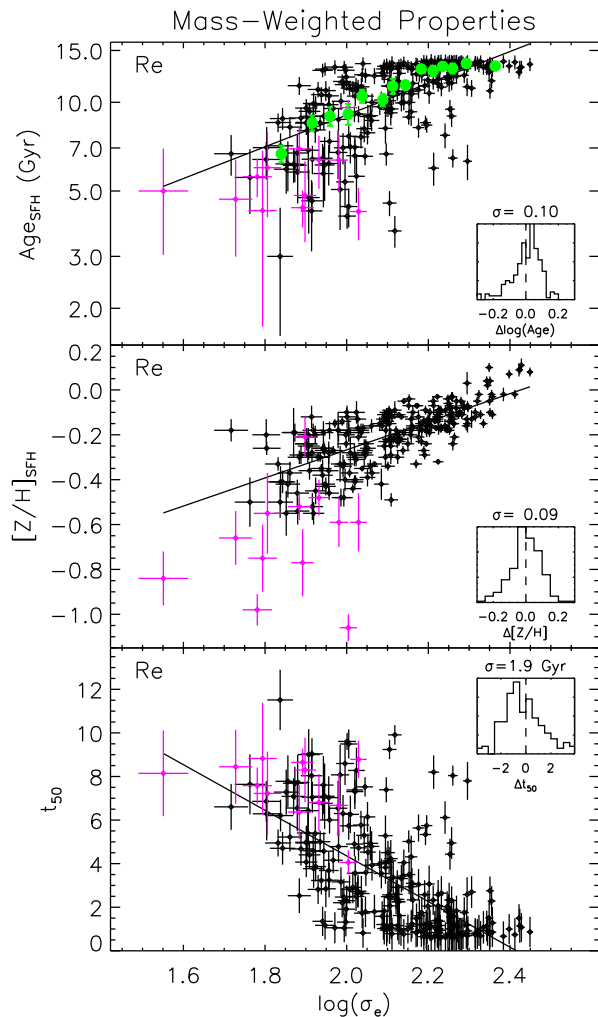 Mass-Weighted Properties
Re
15.0
10.0
7.0
5.0
3.0
2.0
Age_SFH (Gyr)
σ= 0.10
-0.2 0.0 0.2
Δlog(Age)
Re
0.2
0.0
-0.2
-0.4
-0.6
-0.8
-1.0
[Z/H]_SFH
σ= 0.09
-0.2 0.0 0.2
Δ[Z/H]
Re
12
10
8
6
4
2
0
t_50
σ=1.9 Gyr
-2 0 2
Δt_50
1.6 1.8 2.0 2.2 2.4
log(σ_e)